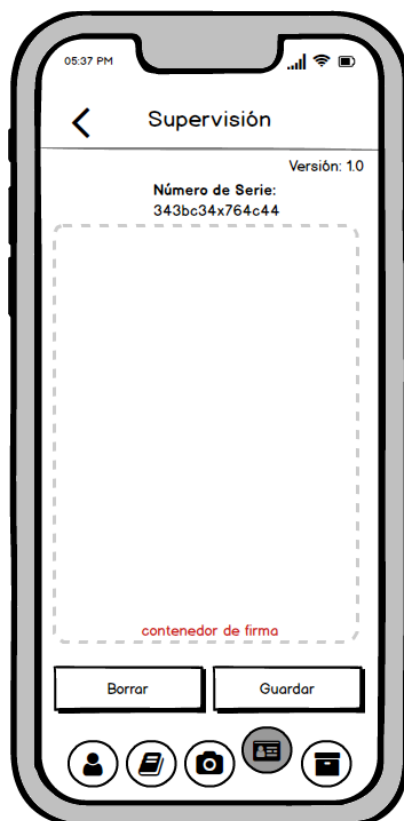 05:37 PM
Supervisión
Versión: 1.0
Número de Serie:
343bc34x764c44
contenedor de firma
Borrar
Guardar